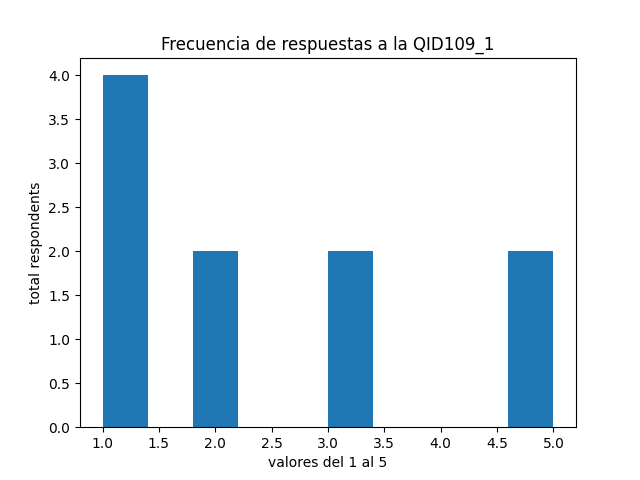 Frecuencia de respuestas a la QID109_1
4.0
3.5
3.0
2.5
2.0
1.5
1.0
0.5
0.0
total respondents
1.0 1.5 2.0 2.5 3.0 3.5 4.0 4.5 5.0
valores del 1 al 5